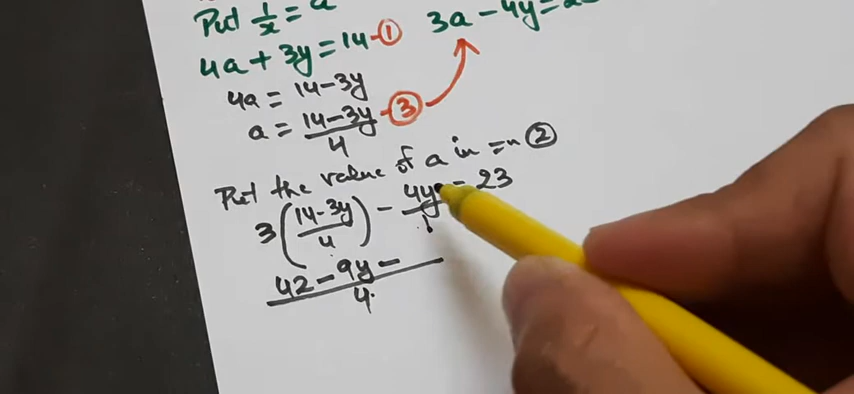 Put 1/x = a
4a + 3y = 14 - ① 3a - 4y =
4a = 14 - 3y
a = (14 - 3y)/4 - ③
Put the value of a in =n ②
3((14 - 3y)/4) - 4y/1 = 23
(42 - 9y -)/4